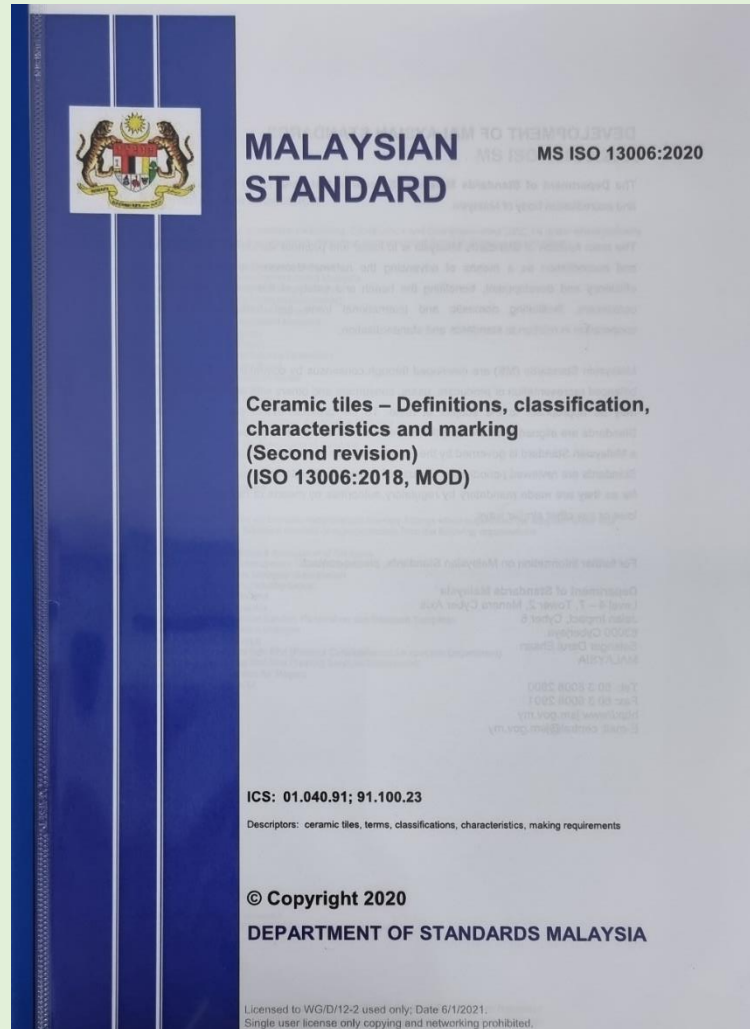 MALAYSIAN
STANDARD
MS ISO 13006:2020
Ceramic tiles – Definitions, classification,
characteristics and marking
(Second revision)
(ISO 13006:2018, MOD)
ICS: 01.040.91; 91.100.23
Descriptors: ceramic tiles, terms, classifications, characteristics, making requirements
© Copyright 2020
DEPARTMENT OF STANDARDS MALAYSIA
Licensed to WG/D/12-2 used only; Date 6/1/2021.
Single user license only copying and networking prohibited.